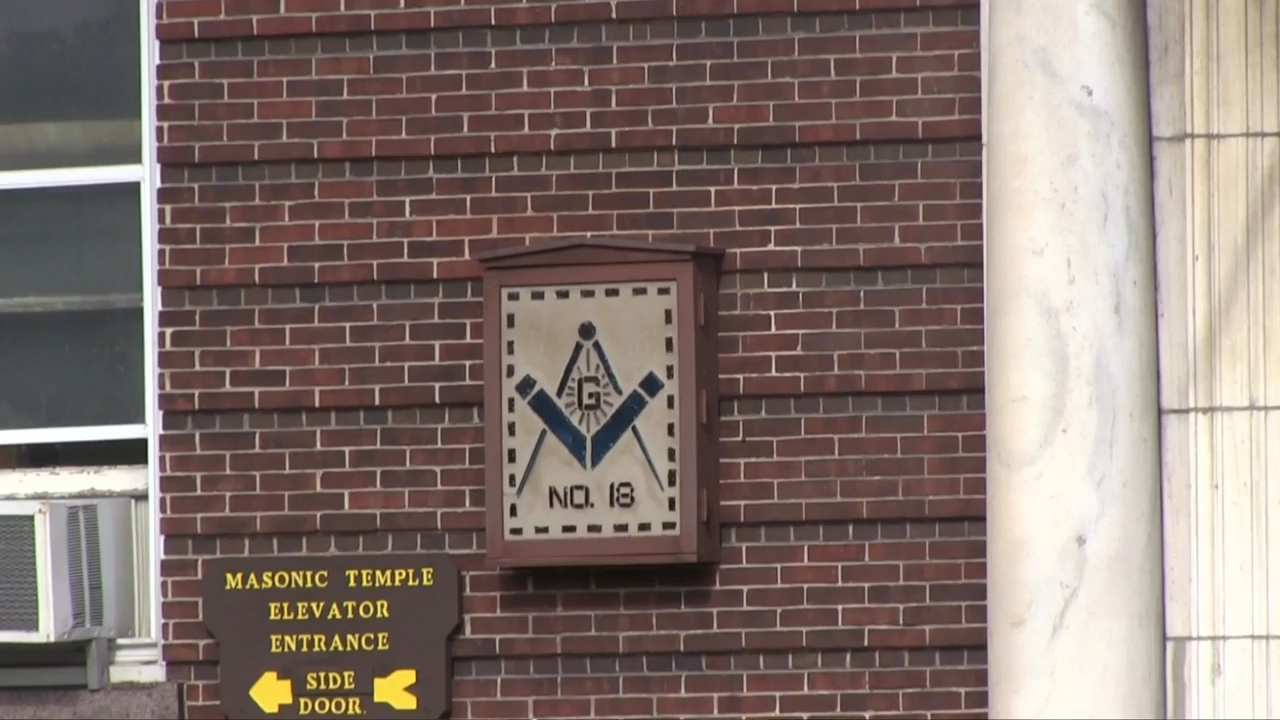 G
NO. 18
MASONIC TEMPLE
ELEVATOR
ENTRANCE
SIDE
DOOR.